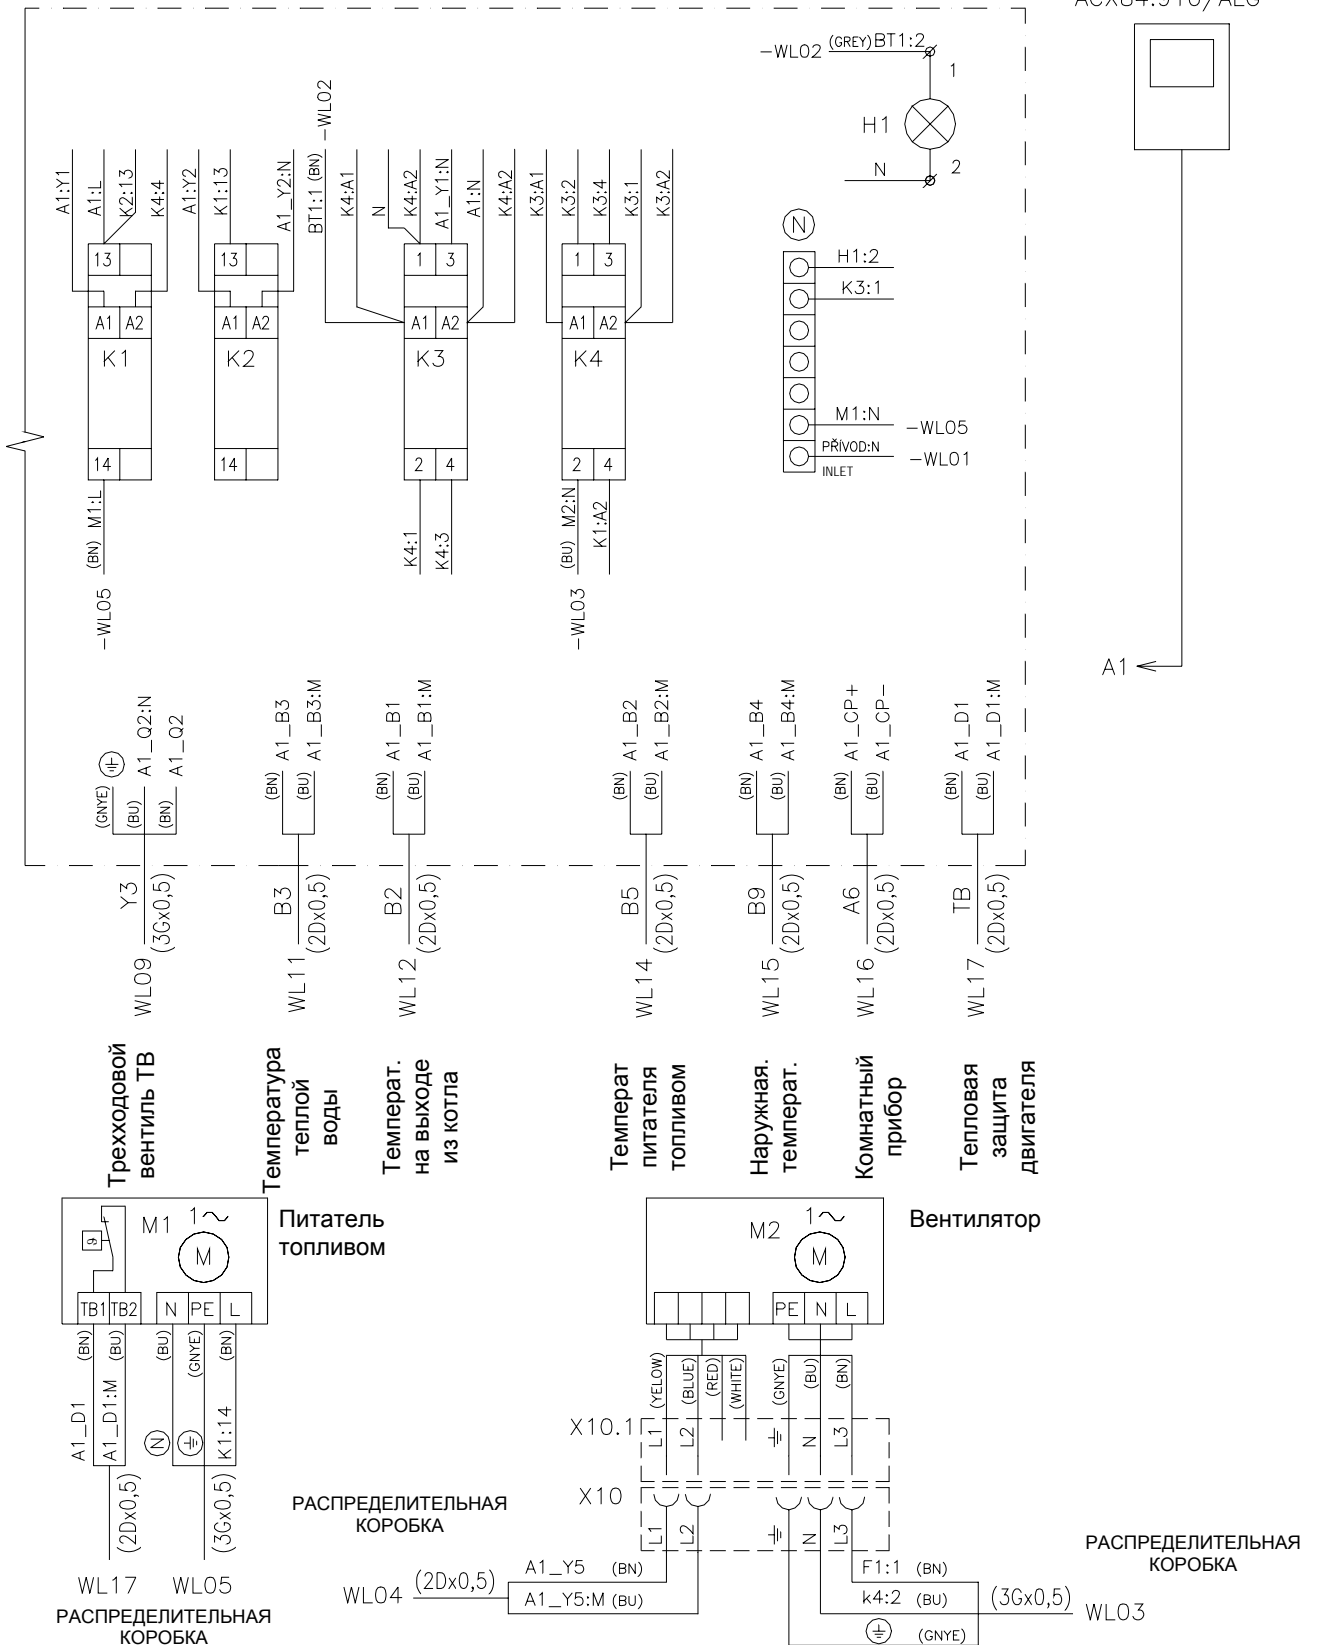 ACX84.910/ALG
-WL02 (GREY) BT1:2
1
H1
N 2
A1:Y1
A1:L
K2:13
K4:4
A1:Y2
K1:13
A1_Y2:N
BT1:1 (BN) -WL02
K4:A1
N
K4:A2
A1_Y1:N
A1:N
K4:A2
K3:A1
K3:2
K3:4
K3:1
K3:A2
13
A1 A2
K1
14
13
A1 A2
K2
14
1 3
A1 A2
K3
2 4
1 3
A1 A2
K4
2 4
N
H1:2
K3:1
M1:N -WL05
PŘÍVOD:N -WL01
INLET
(BN) M1:L
-WL05
K4:1
K4:3
(BU) M2:N
K1:A2
-WL03
A1
(GNYE)
(BU) A1_Q2:N
(BN) A1_Q2
(BN) A1_B3
(BU) A1_B3:M
(BN) A1_B1
(BU) A1_B1:M
(BN) A1_B2
(BU) A1_B2:M
(BN) A1_B4
(BU) A1_B4:M
(BN) A1_CP+
(BU) A1_CP-
(BN) A1_D1
(BU) A1_D1:M
Y3
WL09 (3Gx0,5)
B3
WL11 (2Dx0,5)
B2
WL12 (2Dx0,5)
B5
WL14 (2Dx0,5)
B9
WL15 (2Dx0,5)
A6
WL16 (2Dx0,5)
TB
WL17 (2Dx0,5)
Трехходовой
вентиль ТВ
Температура
теплой
воды
Температ.
на выходе
из котла
Температ
питателя
топливом
Наружная.
температ.
Комнатный
прибор
Тепловая
защита
двигателя
M1 1~
M
TB1 TB2 N PE L
Питатель
топливом
(BN)
(BU)
(BU)
(GNYE)
(BN)
A1_D1
A1_D1:M
N
K1:14
(2Dx0,5)
(3Gx0,5)
WL17 WL05
РАСПРЕДЕЛИТЕЛЬНАЯ
КОРОБКА
M2 1~
M
PE N L
Вентилятор
(YELOW)
(BLUE)
(RED)
(WHITE)
(GNYE)
(BU)
(BN)
X10.1
L1 L2 N L3
X10
L1 L2 N L3
РАСПРЕДЕЛИТЕЛЬНАЯ
КОРОБКА
WL04 (2Dx0,5)
A1_Y5 (BN)
A1_Y5:M (BU)
F1:1 (BN)
k4:2 (BU)
(GNYE)
(3Gx0,5) WL03
РАСПРЕДЕЛИТЕЛЬНАЯ
КОРОБКА